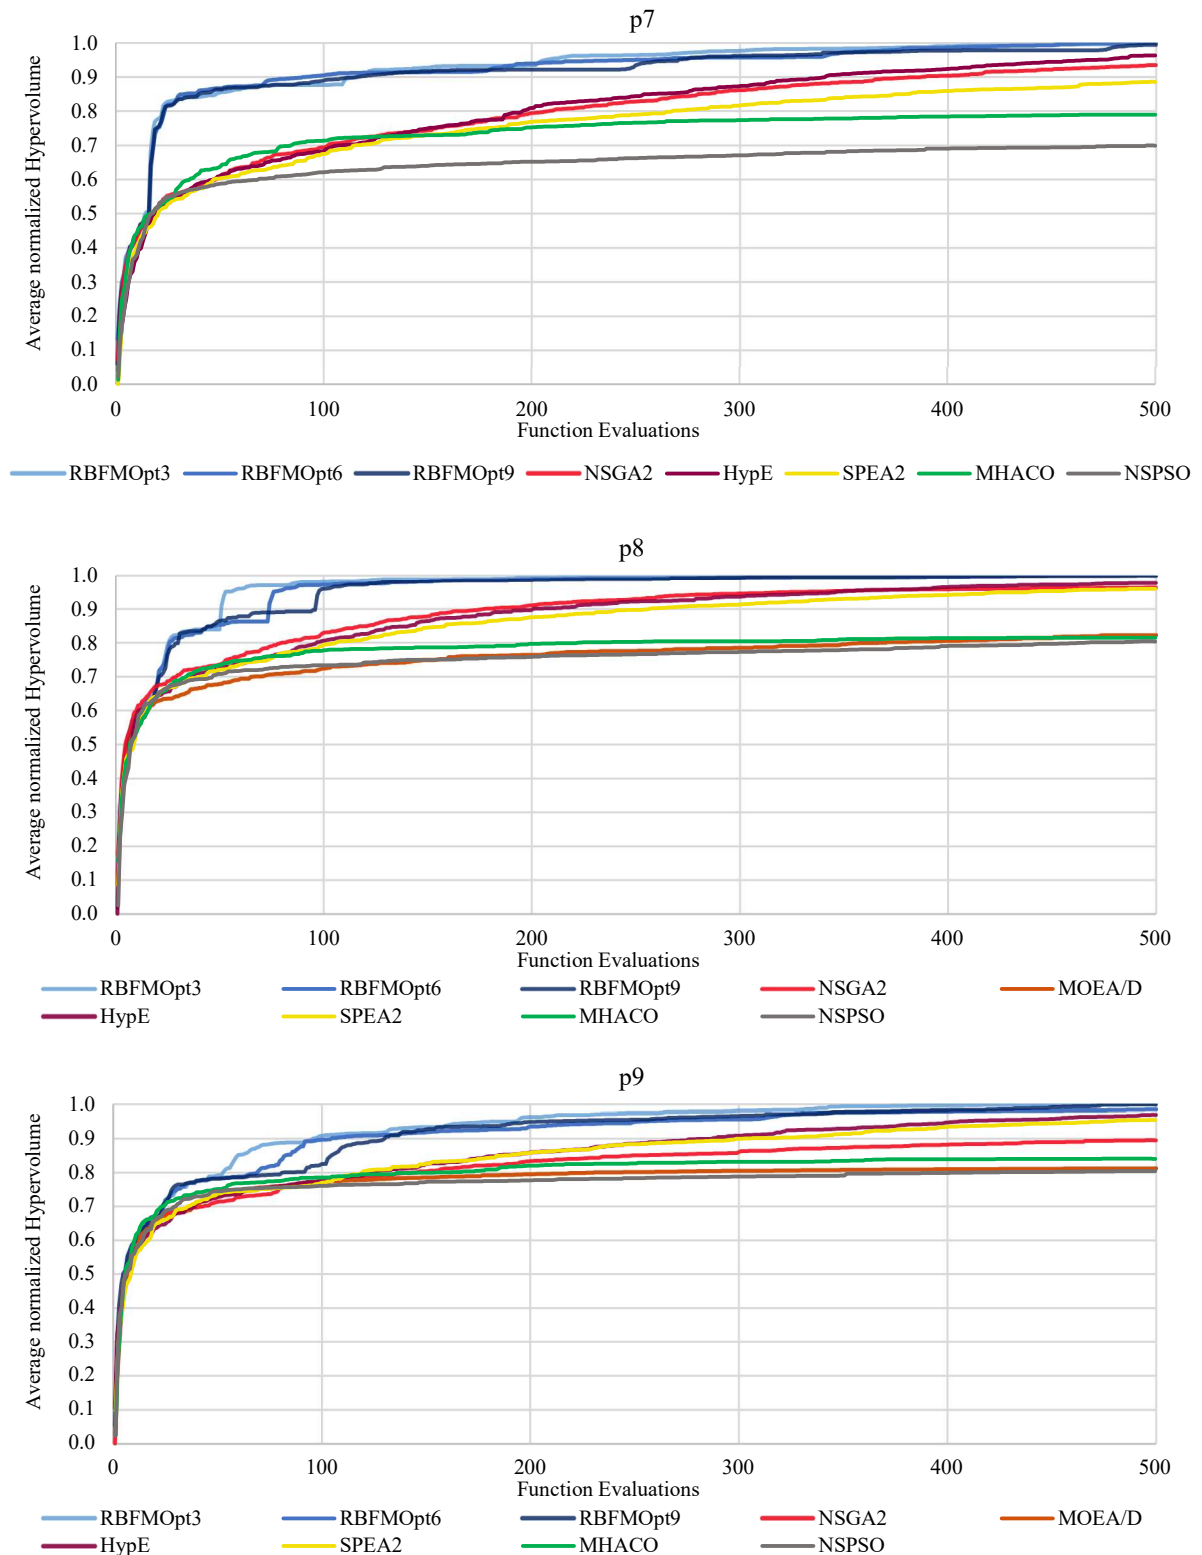 p7
Average normalized Hypervolume
1.0
0.9
0.8
0.7
0.6
0.5
0.4
0.3
0.2
0.1
0.0
0 100 200 300 400 500
Function Evaluations
RBFMOpt3 RBFMOpt6 RBFMOpt9 NSGA2 HypE SPEA2 MHACO NSPSO
p8
Average normalized Hypervolume
1.0
0.9
0.8
0.7
0.6
0.5
0.4
0.3
0.2
0.1
0.0
0 100 200 300 400 500
Function Evaluations
RBFMOpt3 RBFMOpt6 RBFMOpt9 NSGA2 MOEA/D
HypE SPEA2 MHACO NSPSO
p9
Average normalized Hypervolume
1.0
0.9
0.8
0.7
0.6
0.5
0.4
0.3
0.2
0.1
0.0
0 100 200 300 400 500
Function Evaluations
RBFMOpt3 RBFMOpt6 RBFMOpt9 NSGA2 MOEA/D
HypE SPEA2 MHACO NSPSO